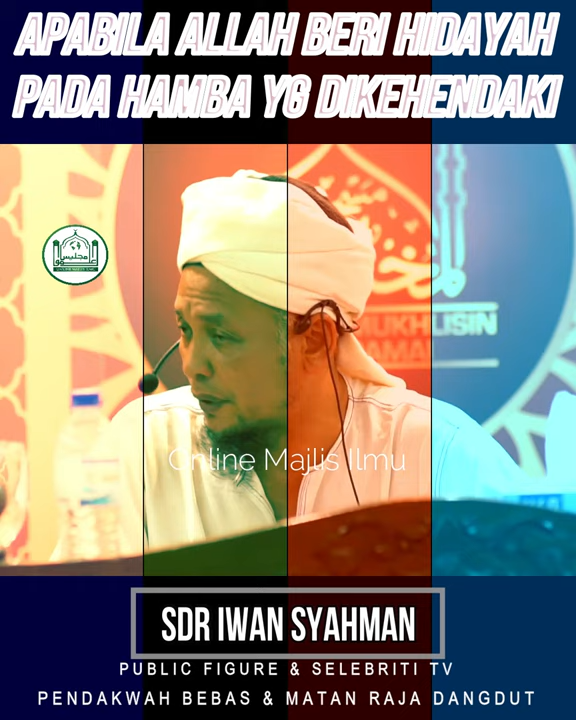 APABILA ALLAH BERI HIDAYAH
PADA HAMBA YG DIKEHENDAKI
MUKHLISIN
Online Majlis Ilmu
SDR IWAN SYAHMAN
PUBLIC FIGURE & SELEBRITI TV
PENDAKWAH BEBAS & MATAN RAJA DANGDUT